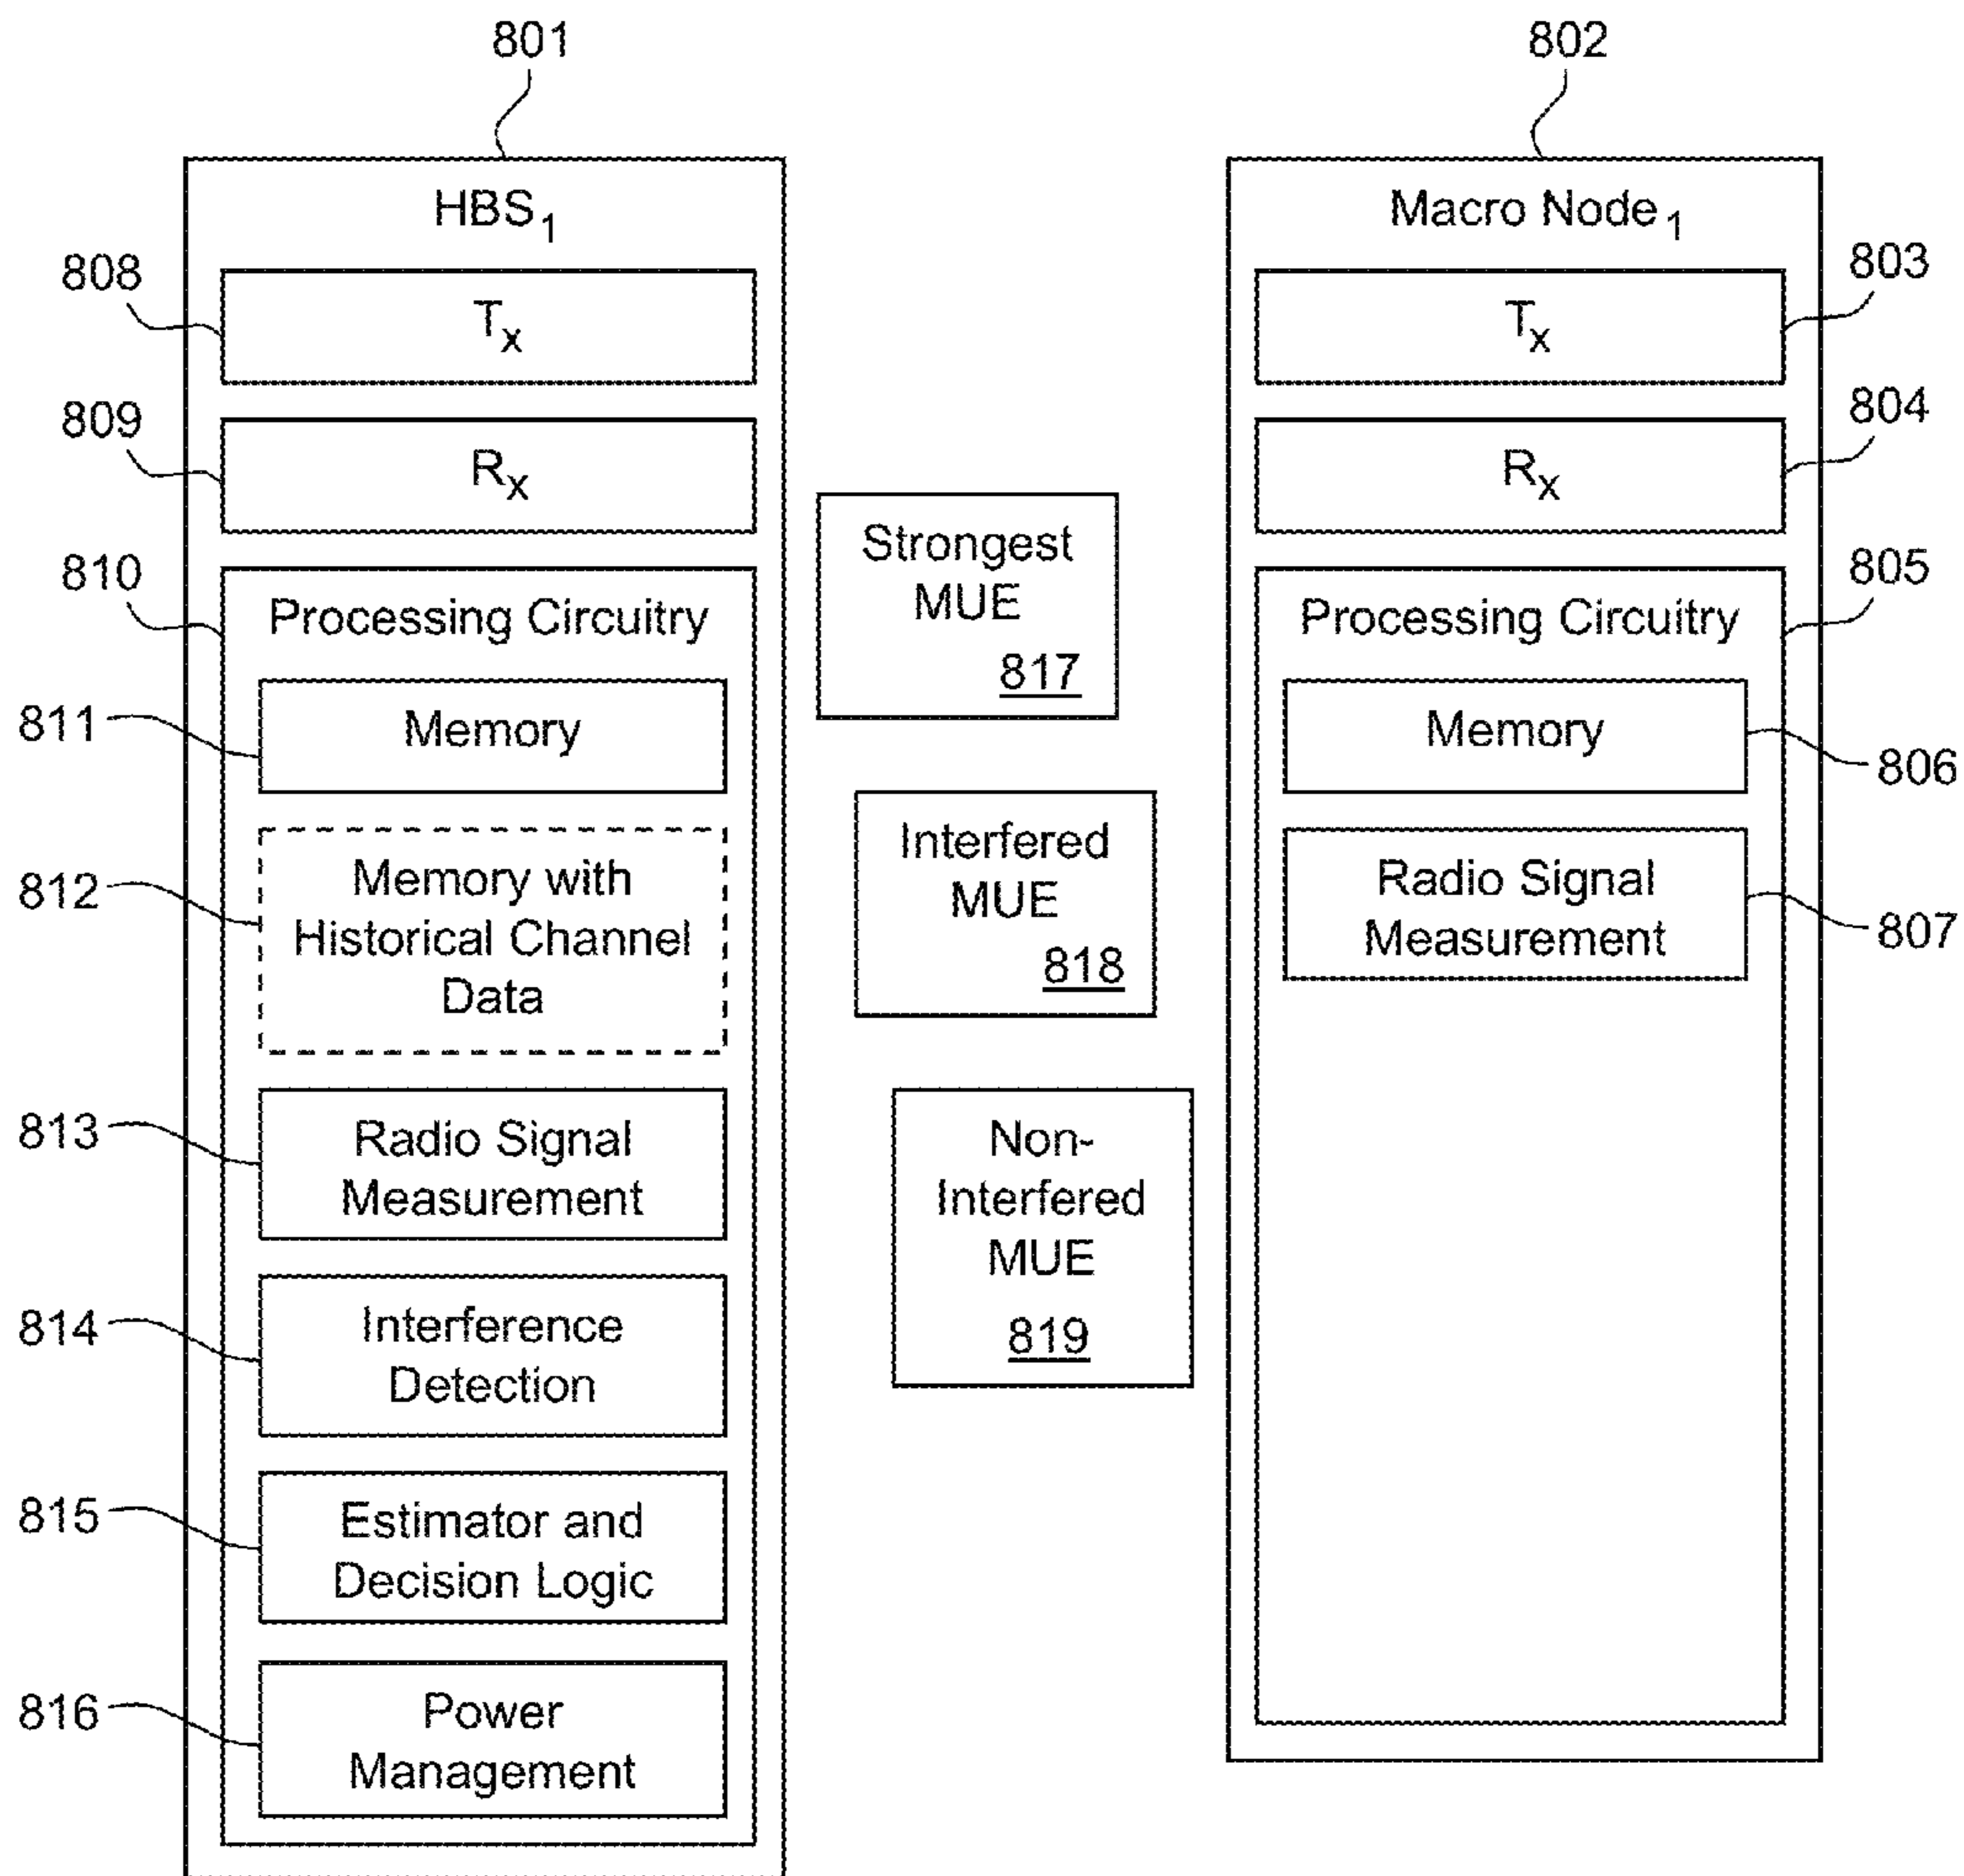 801
802
HBS1
Macro Node1
808
Tx
Tx
803
809
Rx
Rx
804
810
Processing Circuitry
811
Memory
812
Memory with
Historical Channel
Data
813
Radio Signal
Measurement
814
Interference
Detection
815
Estimator and
Decision Logic
816
Power
Management
Strongest
MUE
817
Interfered
MUE
818
Non-
Interfered
MUE
819
Processing Circuitry
805
Memory
806
Radio Signal
Measurement
807